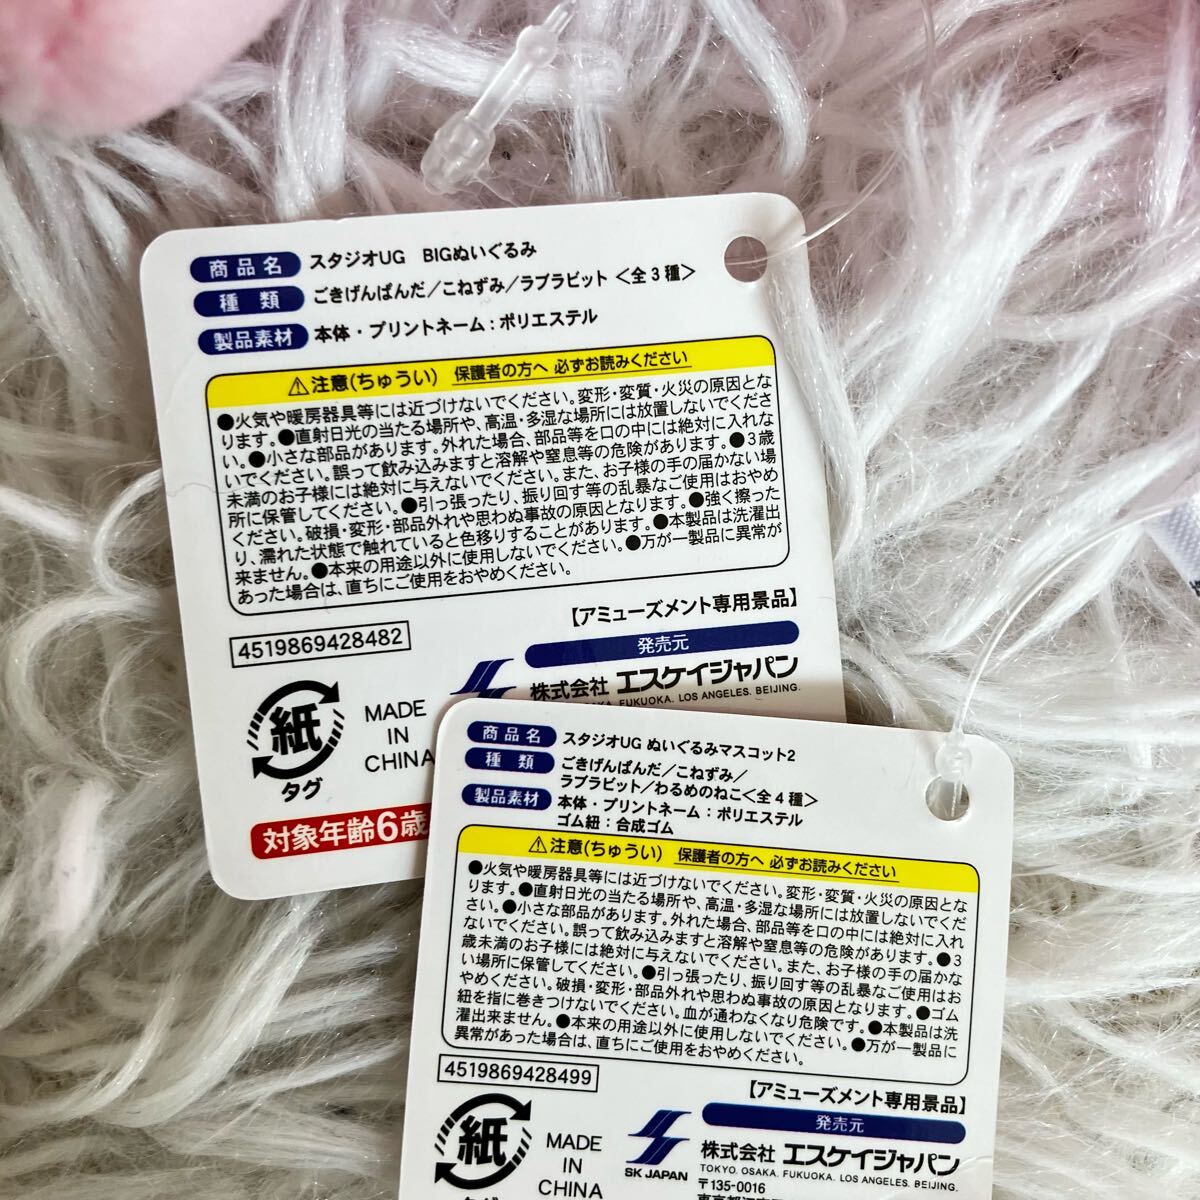 商品名 スタジオUG BIGぬいぐるみ
種類 ごきげんぱんだ/こねずみ/ラブラビット <全3種>
製品素材 本体・プリントネーム:ポリエステル
⚠注意(ちゅうい) 保護者の方へ 必ずお読みください
●火気や暖房器具等には近づけないでください。変形・変質・火災の原因とな
ります。●直射日光の当たる場所や、高温・多湿な場所には放置しないでくださ
い。●小さな部品があります。外れた場合、部品等を口の中には絶対に入れな
いでください。誤って飲み込みますと溶解や窒息等の危険があります。●3歳
未満のお子様には絶対に与えないでください。また、お子様の手の届かない場
所に保管してください。●引っ張ったり、振り回す等の乱暴なご使用はおやめ
ください。破損・変形・部品外れや思わぬ事故の原因となります。●強く擦った
り、濡れた状態で触れていると色移りすることがあります。●本製品は洗濯出
来ません。●本来の用途以外に使用しないでください。●万が一製品に異常が
あった場合は、直ちにご使用をおやめください。
【アミューズメント専用景品】
4519869428482
発売元
株式会社 エスケイジャパン
FUKUOKA. LOS ANGELES. BEIJING.
紙
タグ
MADE
IN
CHINA
対象年齢6歳
商品名 スタジオUG ぬいぐるみマスコット2
種類 ごきげんぱんだ/こねずみ/
ラブラビット/わるめのねこ<全4種>
製品素材 本体・プリントネーム:ポリエステル
ゴム紐:合成ゴム
⚠注意(ちゅうい) 保護者の方へ 必ずお読みください
●火気や暖房器具等には近づけないでください。変形・変質・火災の原因とな
ります。●直射日光の当たる場所や、高温・多湿な場所には放置しないでくだ
さい。●小さな部品があります。外れた場合、部品等を口の中には絶対に入れ
ないでください。誤って飲み込みますと溶解や窒息等の危険があります。●3
歳未満のお子様には絶対に与えないでください。また、お子様の手の届かな
い場所に保管してください。●引っ張ったり、振り回す等の乱暴なご使用はお
やめください。破損・変形・部品外れや思わぬ事故の原因となります。●ゴム
紐を指に巻きつけないでください。血が通わなくなり危険です。●本製品は洗
濯出来ません。●本来の用途以外に使用しないでください。●万が一製品に
異常があった場合は、直ちにご使用をおやめください。
4519869428499
【アミューズメント専用景品】
発売元
株式会社 エスケイジャパン
SK JAPAN
TOKYO. OSAKA. FUKUOKA. LOS ANGELES. BEIJING.
〒135-0016
紙
MADE
IN
CHINA